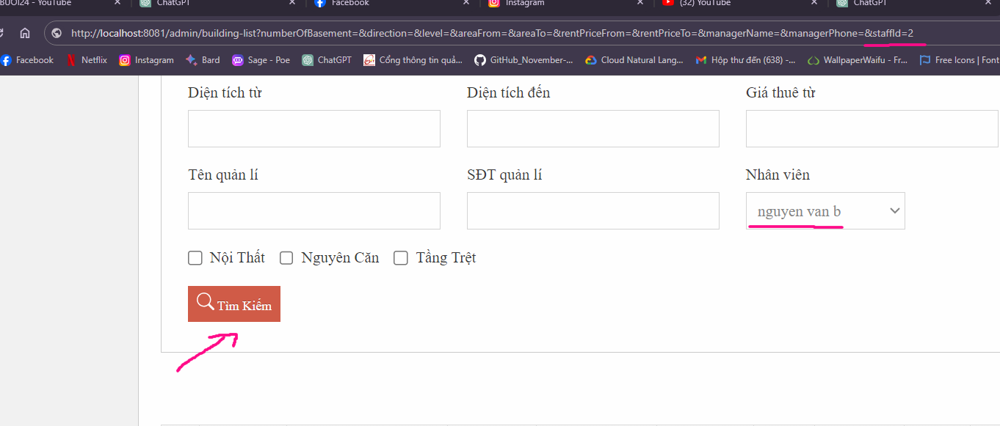 BUOI24 - YouTube
ChatGPT
Facebook
Instagram
(32) YouTube
ChatGPT
http://localhost:8081/admin/building-list?numberOfBasement=&direction=&level=&areaFrom=&areaTo=&rentPriceFrom=&rentPriceTo=&managerName=&managerPhone=&staffId=2
Facebook
Netflix
Instagram
Bard
Sage - Poe
ChatGPT
Cổng thông tin quả...
GitHub_November-...
Cloud Natural Lang...
Hộp thư đến (638) -...
WallpaperWaifu - Fr...
Free Icons | Font
Diện tích từ
Diện tích đến
Giá thuê từ
Tên quản lí
SĐT quản lí
Nhân viên
nguyen van b
Nội Thất
Nguyên Căn
Tầng Trệt
Tìm Kiếm